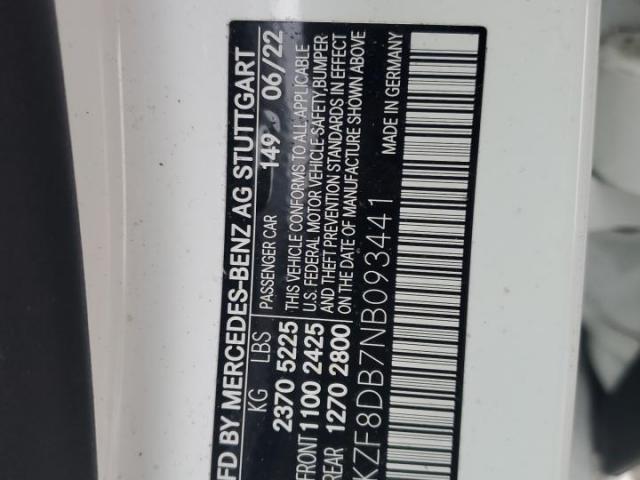 FD BY MERCEDES-BENZ AG STUTTGART
KG LBS PASSENGER CAR 149 06/22
2370 5225 THIS VEHICLE CONFORMS TO ALL APPLICABLE
FRONT 1100 2425 U.S. FEDERAL MOTOR VEHICLE SAFETY, BUMPER
REAR 1270 2800 AND THEFT PREVENTION STANDARDS IN EFFECT
ON THE DATE OF MANUFACTURE SHOWN ABOVE
KZF8DB7NB093441 MADE IN GERMANY